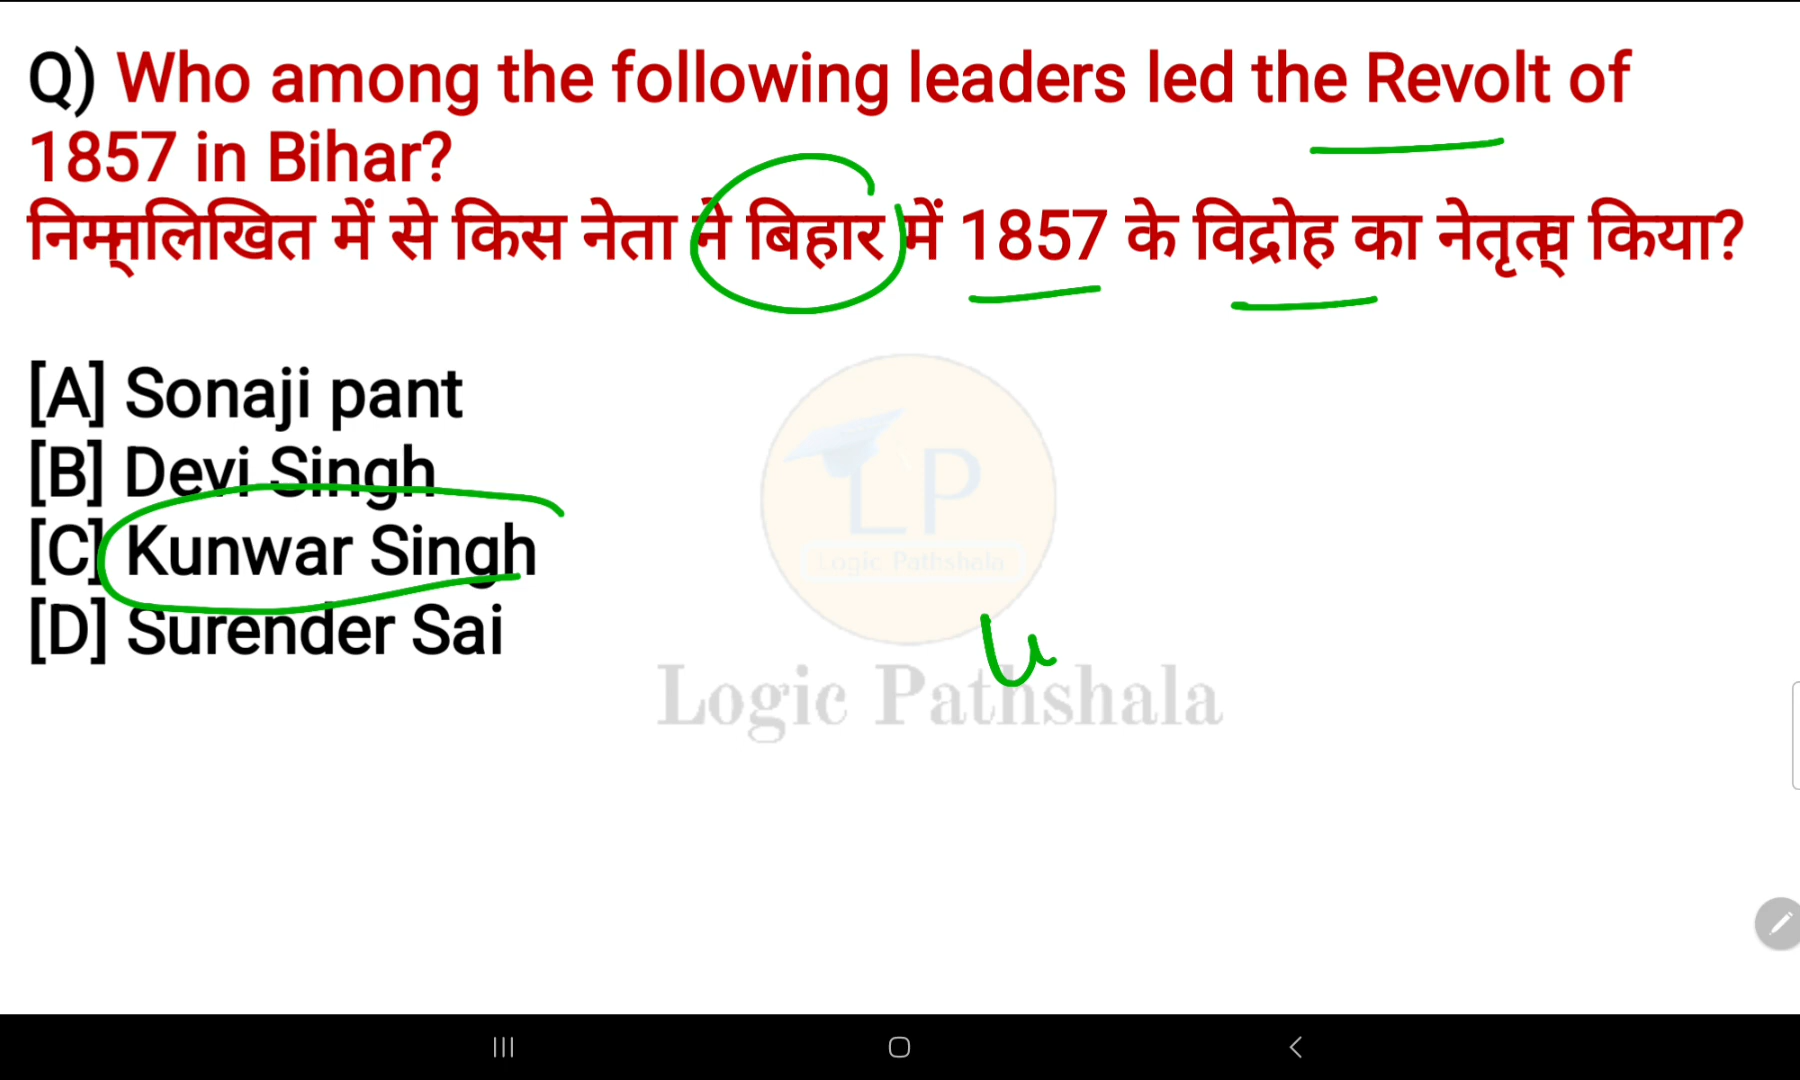 Q) Who among the following leaders led the Revolt of
1857 in Bihar?
निम्नलिखित में से किस नेता ने बिहार में 1857 के विद्रोह का नेतृत्व किया?
[A] Sonaji pant
[B] Devi Singh
[C] Kunwar Singh
[D] Surender Sai
LP
Logic Pathshala
Logic Pathshala